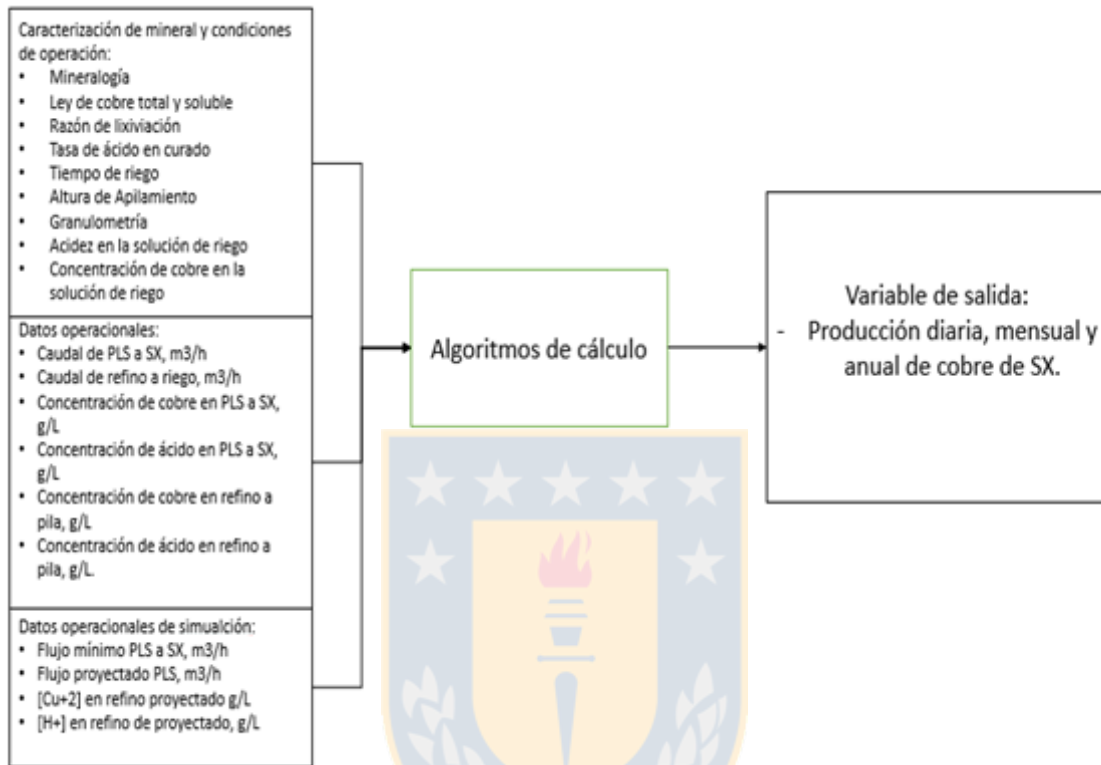 Caracterización de mineral y condiciones
de operación:
• Mineralogía
• Ley de cobre total y soluble
• Razón de lixiviación
• Tasa de ácido en curado
• Tiempo de riego
• Altura de Apilamiento
• Granulometría
• Acidez en la solución de riego
• Concentración de cobre en la
solución de riego
Datos operacionales:
• Caudal de PLS a SX, m3/h
• Caudal de refino a riego, m3/h
• Concentración de cobre en PLS a SX,
g/L
• Concentración de ácido en PLS a SX,
g/L
• Concentración de cobre en refino a
pila, g/L
• Concentración de ácido en refino a
pila, g/L.
Datos operacionales de simualción:
• Flujo mínimo PLS a SX, m3/h
• Flujo proyectado PLS, m3/h
• [Cu+2] en refino proyectado g/L
• [H+] en refino de proyectado, g/L
Algoritmos de cálculo
Variable de salida:
- Producción diaria, mensual y
anual de cobre de SX.